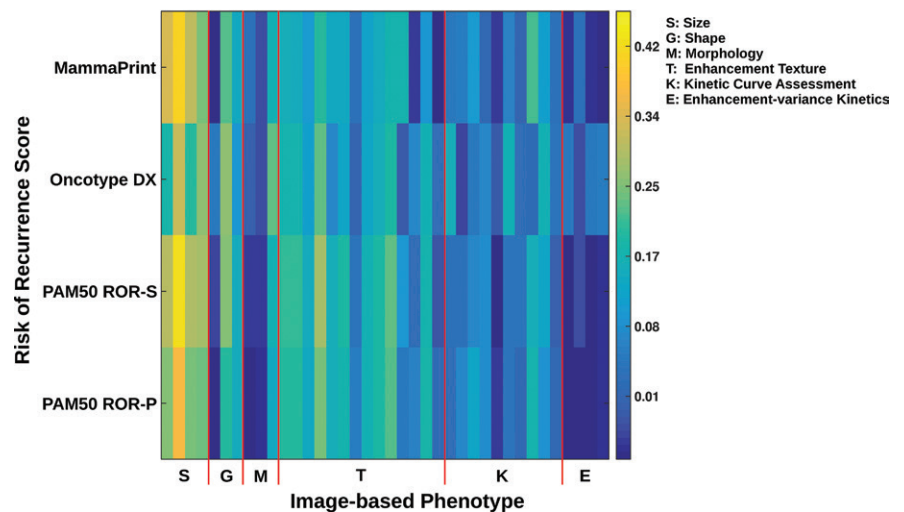 MammaPrint
Oncotype DX
PAM50 ROR-S
PAM50 ROR-P
Risk of Recurrence Score
S G M T K E
Image-based Phenotype
0.42
0.34
0.25
0.17
0.08
0.01
S: Size
G: Shape
M: Morphology
T: Enhancement Texture
K: Kinetic Curve Assessment
E: Enhancement-variance Kinetics